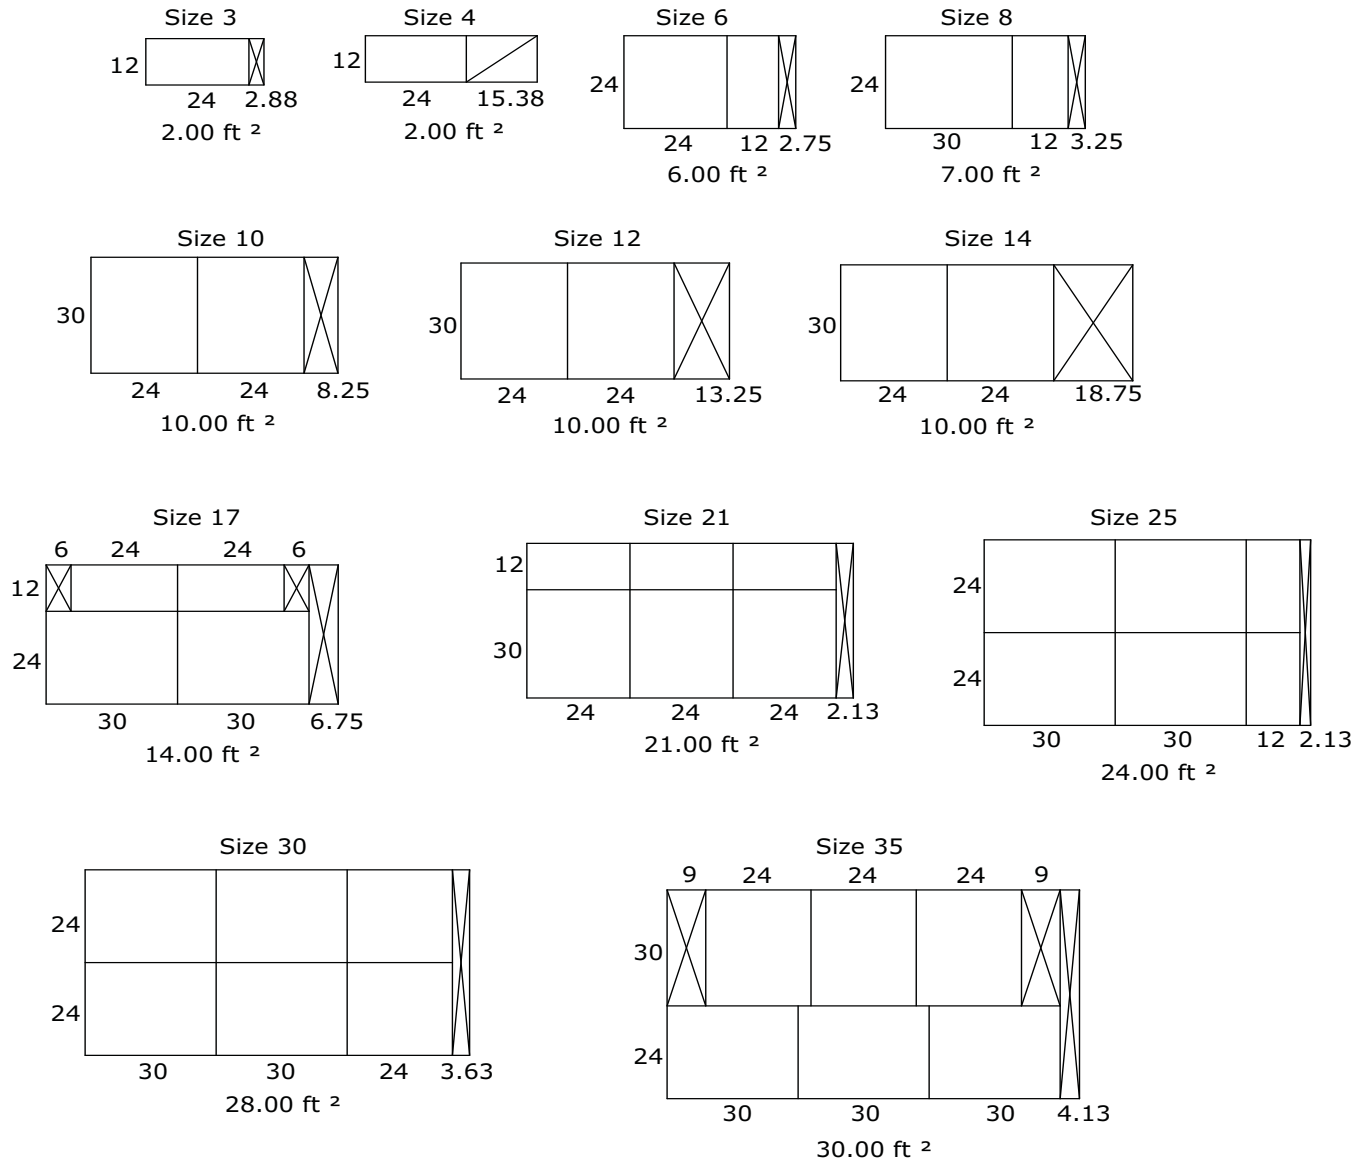 Size 3
12
24 2.88
2.00 ft ²
Size 4
12
24 15.38
2.00 ft ²
Size 6
24
24 12 2.75
6.00 ft ²
Size 8
24
30 12 3.25
7.00 ft ²
Size 10
30
24 24 8.25
10.00 ft ²
Size 12
30
24 24 13.25
10.00 ft ²
Size 14
30
24 24 18.75
10.00 ft ²
Size 17
6 24 24 6
12
24
30 30 6.75
14.00 ft ²
Size 21
12
30
24 24 24 2.13
21.00 ft ²
Size 25
24
24
30 30 12 2.13
24.00 ft ²
Size 30
24
24
30 30 24 3.63
28.00 ft ²
Size 35
9 24 24 24 9
30
24
30 30 30 4.13
30.00 ft ²